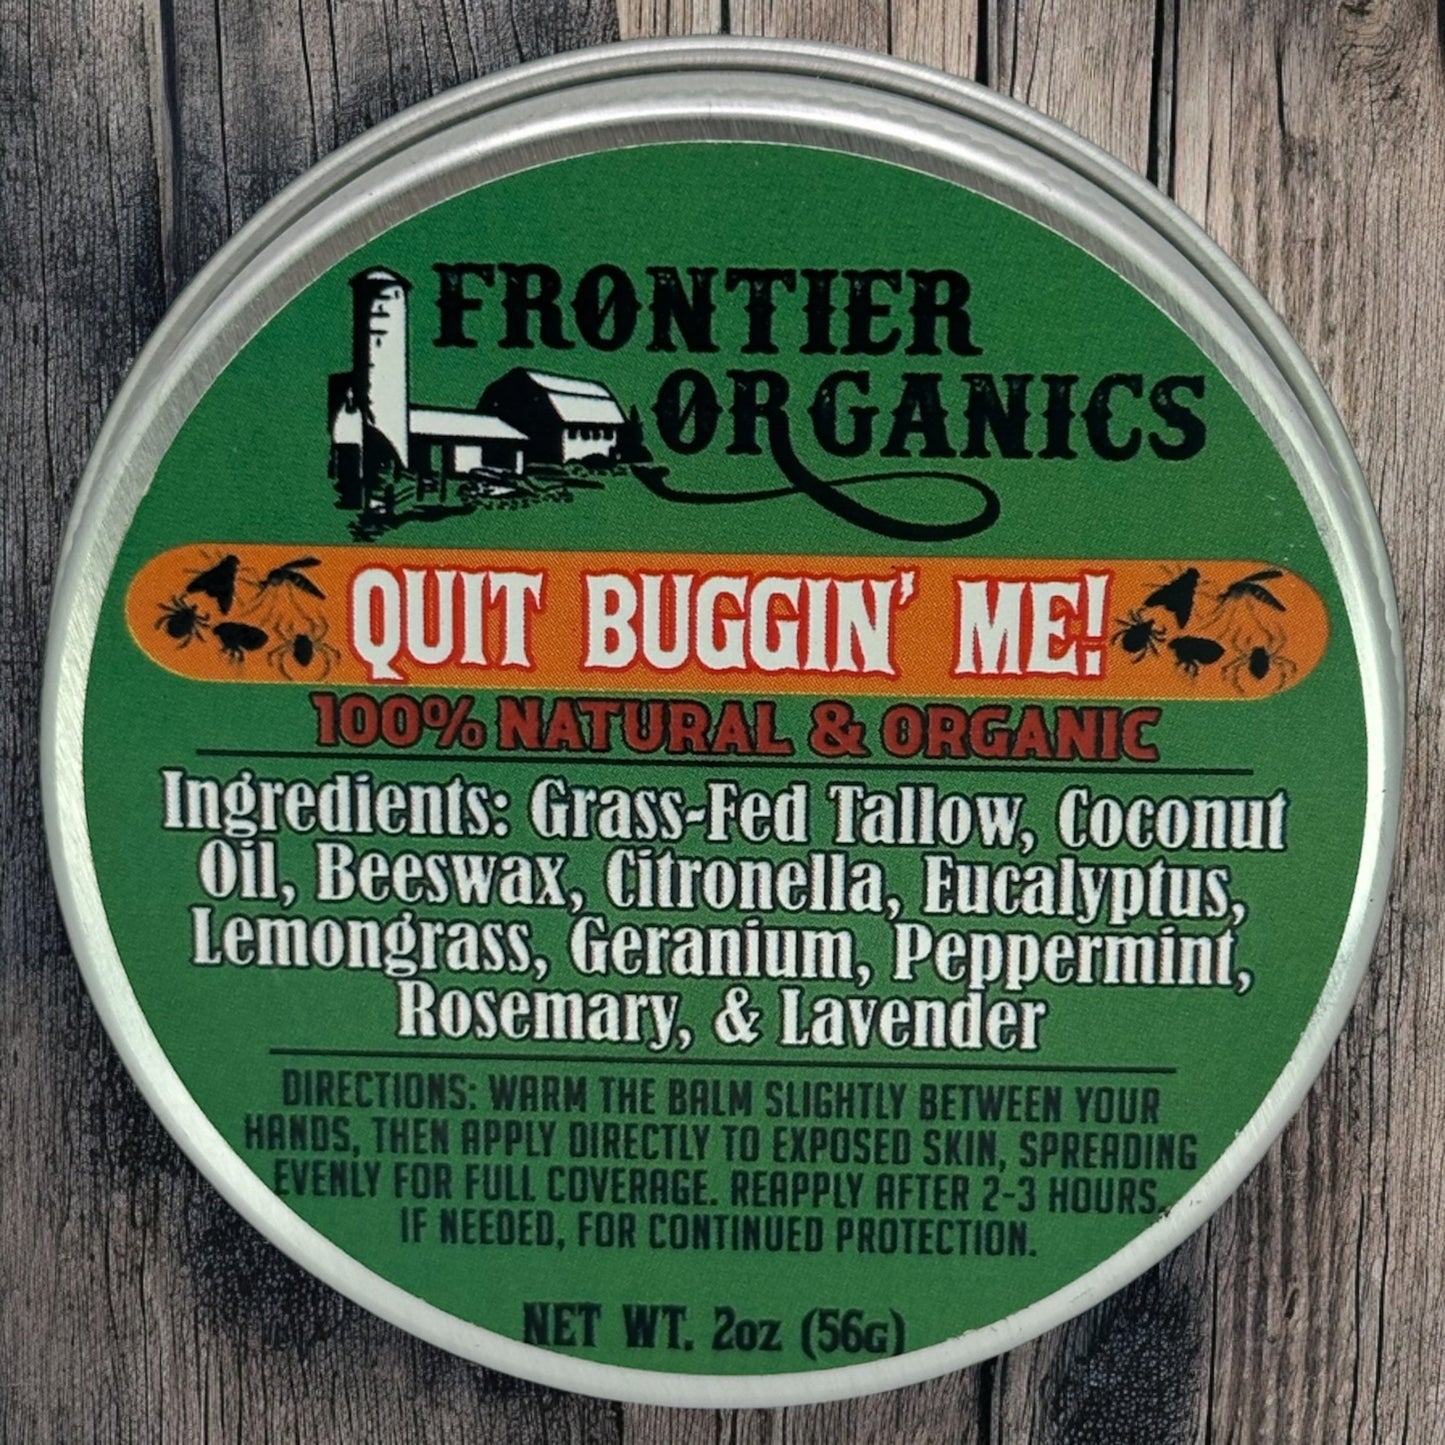 FRONTIER
ORGANICS
QUIT BUGGIN' ME!
100% NATURAL & ORGANIC
Ingredients: Grass-Fed Tallow, Coconut
Oil, Beeswax, Citronella, Eucalyptus,
Lemongrass, Geranium, Peppermint,
Rosemary, & Lavender
DIRECTIONS: WARM THE BALM SLIGHTLY BETWEEN YOUR
HANDS, THEN APPLY DIRECTLY TO EXPOSED SKIN, SPREADING
EVENLY FOR FULL COVERAGE. REAPPLY AFTER 2-3 HOURS,
IF NEEDED, FOR CONTINUED PROTECTION.
NET WT. 2oz (56G)